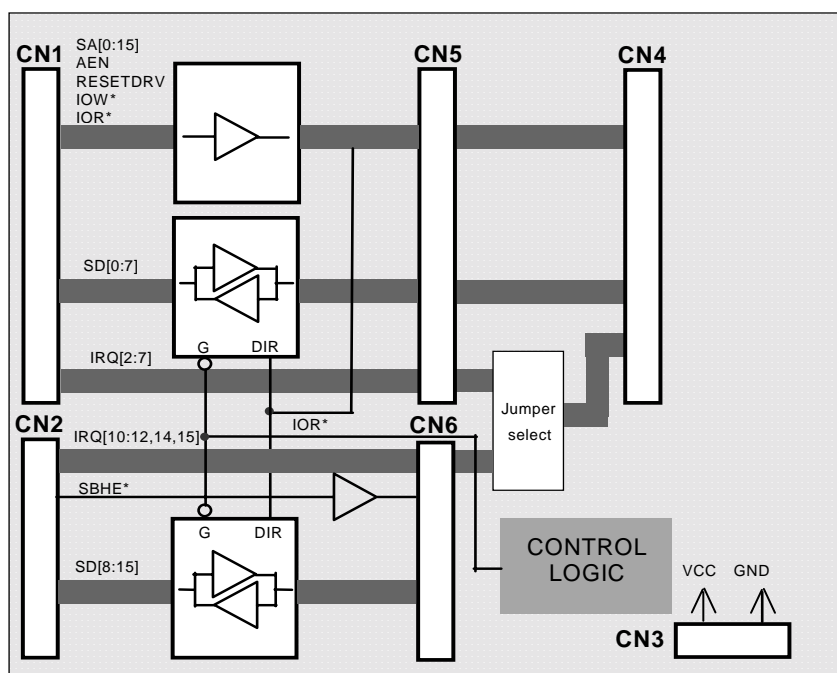 CN1
SA[0:15]
AEN
RESETDRV
IOW*
IOR*
CN5
CN4
SD[0:7]
G
DIR
IRQ[2:7]
Jumper
select
CN2
IRQ[10:12,14,15]
IOR*
CN6
SBHE*
G
DIR
SD[8:15]
CONTROL
LOGIC
VCC
GND
CN3